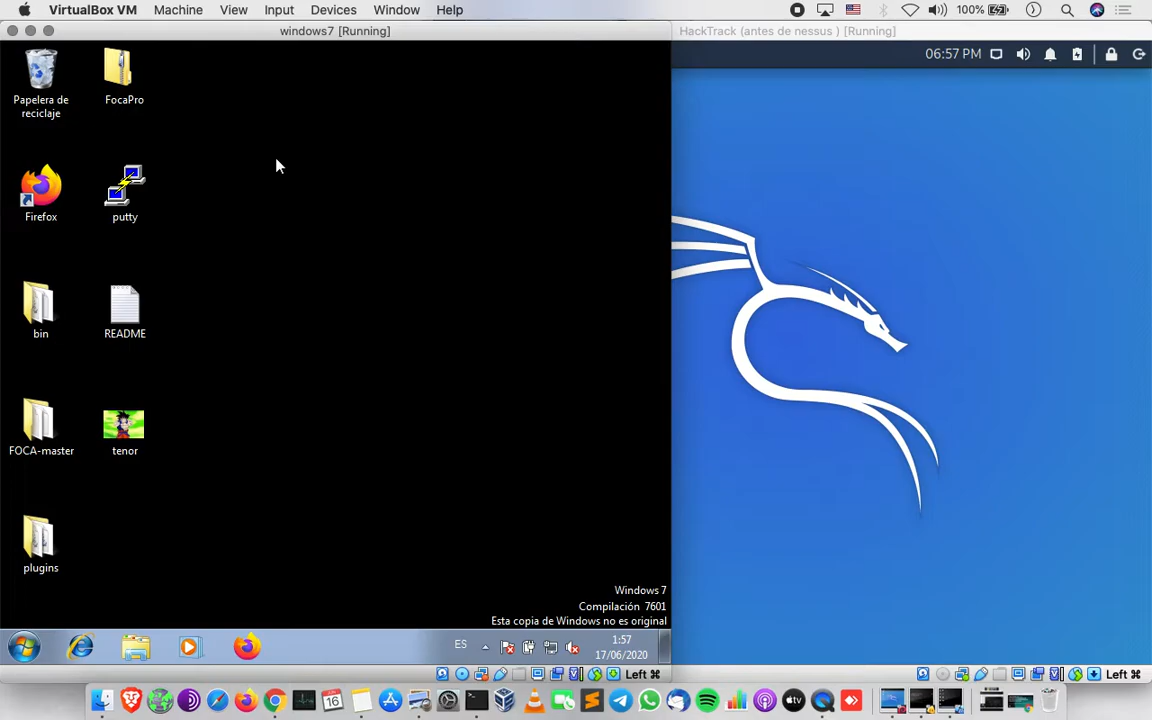 VirtualBox VM Machine View Input Devices Window Help 100%
windows7 [Running]
HackTrack (antes de nessus ) [Running]
06:57 PM
Papelera de
reciclaje
FocaPro
Firefox
putty
bin
README
FOCA-master
tenor
plugins
Windows 7
Compilación 7601
Esta copia de Windows no es original
ES
1:57
17/06/2020
Left ⌘
Left ⌘
16